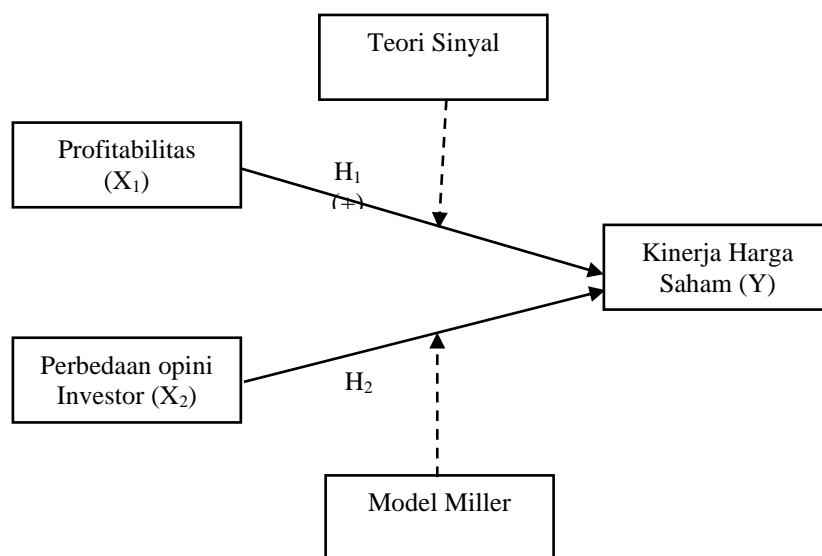 Teori Sinyal
Profitabilitas
(X₁)
H₁
(+)
Kinerja Harga
Saham (Y)
Perbedaan opini
Investor (X₂)
H₂
Model Miller